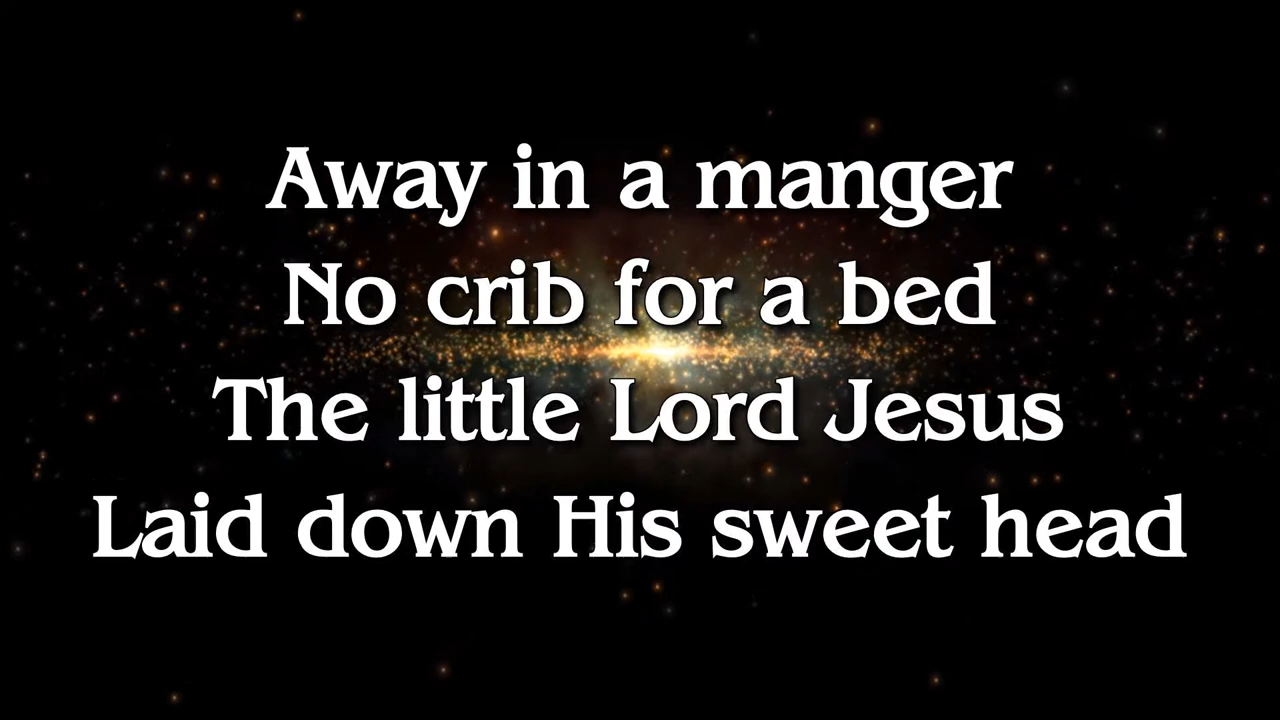 Away in a manger
No crib for a bed
The little Lord Jesus
Laid down His sweet head